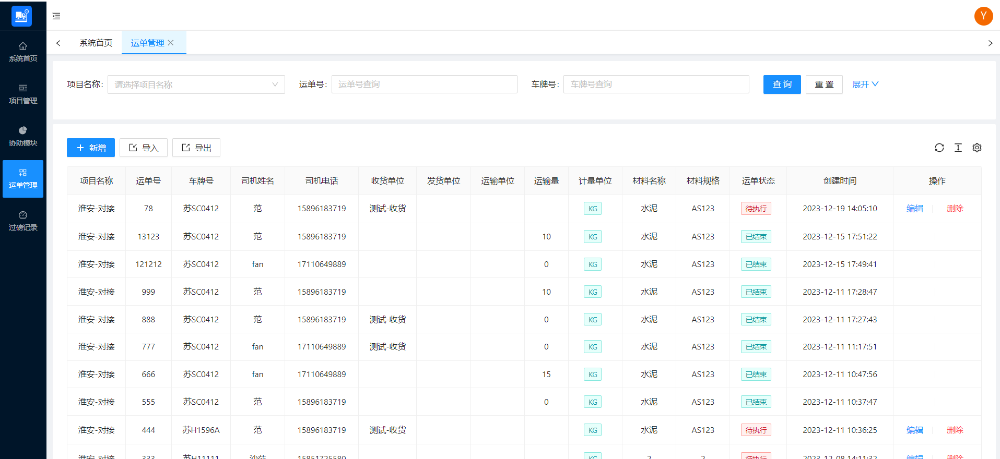 Y
系统首页
项目管理
协助模块
运单管理
过磅记录
系统首页 运单管理
项目名称: 请选择项目名称 运单号: 运单号查询 车牌号: 车牌号查询 查 询 重 置 展开
新增 导入 导出
项目名称 运单号 车牌号 司机姓名 司机电话 收货单位 发货单位 运输单位 运输量 计量单位 材料名称 材料规格 运单状态 创建时间 操作
淮安-对接 78 苏SC0412 范 15896183719 测试-收货 KG 水泥 AS123 待执行 2023-12-19 14:05:10 编辑 删除
淮安-对接 13123 苏SC0412 范 15896183719 10 KG 水泥 AS123 已结束 2023-12-15 17:51:22
淮安-对接 121212 苏SC0412 fan 17110649889 0 KG 水泥 AS123 已结束 2023-12-15 17:49:41
淮安-对接 999 苏SC0412 范 15896183719 10 KG 水泥 AS123 已结束 2023-12-11 17:28:47
淮安-对接 888 苏SC0412 范 15896183719 测试-收货 0 KG 水泥 AS123 已结束 2023-12-11 17:27:43
淮安-对接 777 苏SC0412 fan 17110649889 测试-收货 0 KG 水泥 AS123 已结束 2023-12-11 11:17:51
淮安-对接 666 苏SC0412 fan 17110649889 15 KG 水泥 AS123 已结束 2023-12-11 10:47:56
淮安-对接 555 苏SC0412 范 15896183719 0 KG 水泥 AS123 已结束 2023-12-11 10:37:47
淮安-对接 444 苏H1596A 范 15896183719 测试-收货 KG 水泥 AS123 待执行 2023-12-11 10:36:25 编辑 删除
淮安-对接 333 苏H11111 沙苏 15851725580 KG 2 2 待执行 2023-12-08 14:11:32 编辑 删除